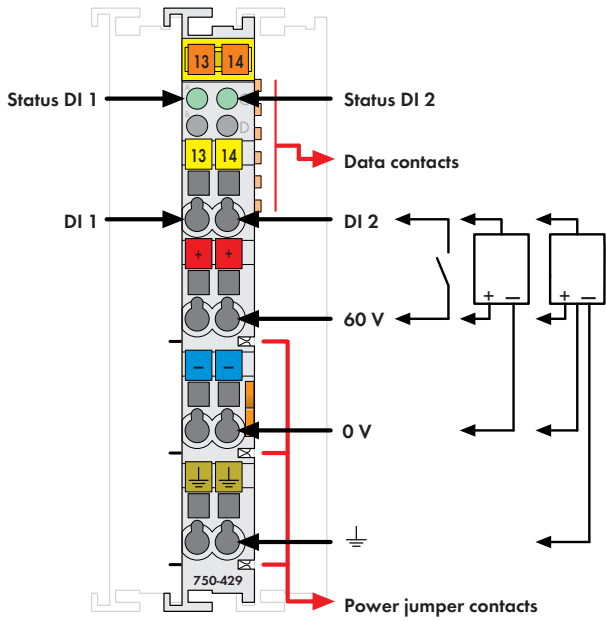 13 14
A C
Status DI 1
Status DI 2
D
13 14
Data contacts
DI 1
DI 2
+ +
+ −
+ −
60 V
− −
0 V
750-429
Power jumper contacts